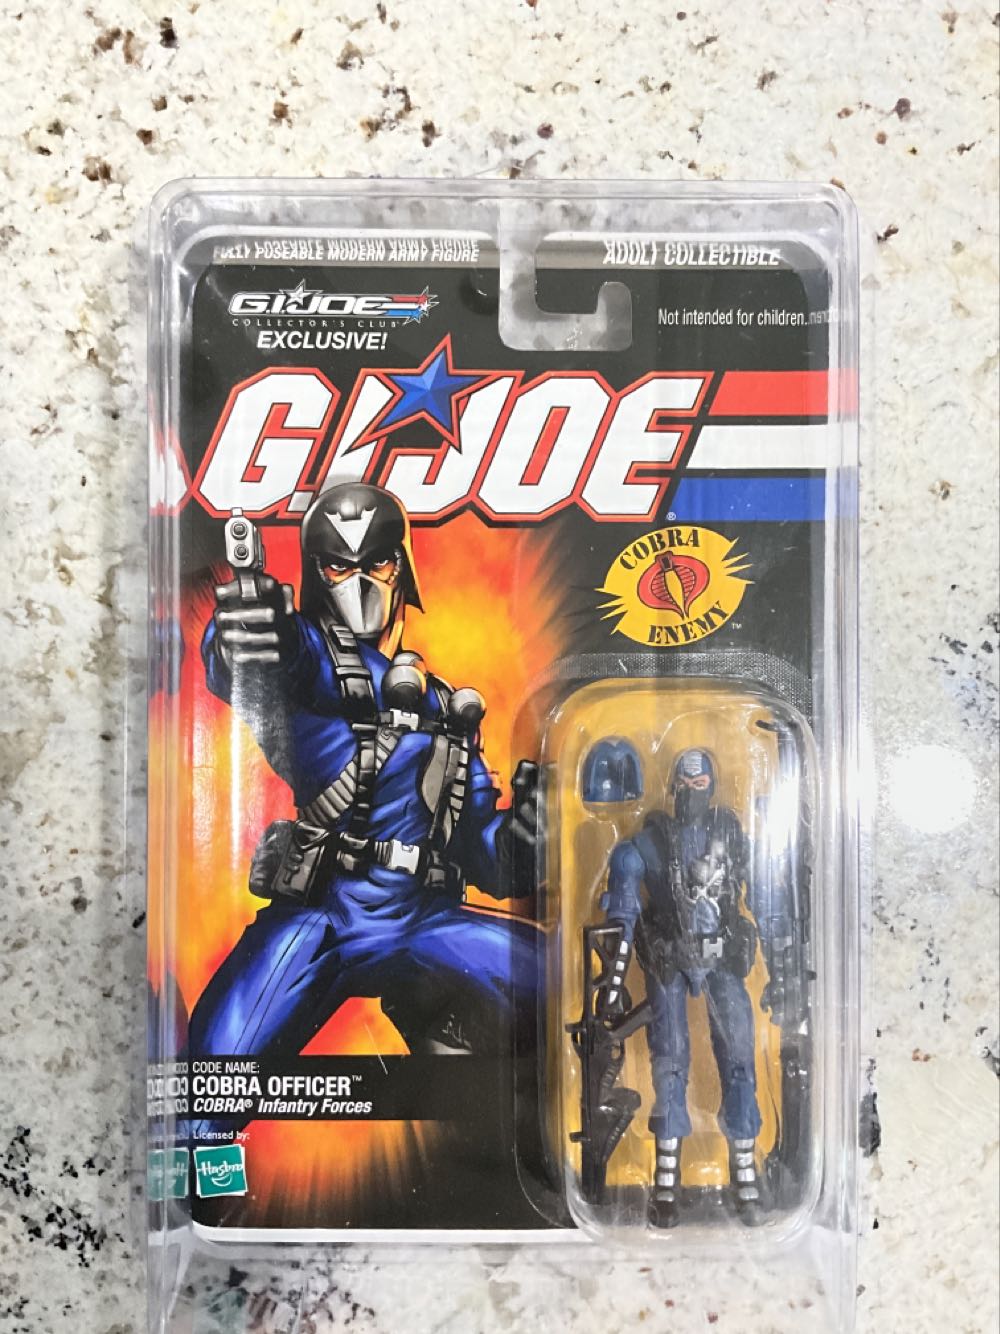 FULLY POSEABLE MODERN ARMY FIGURE
ADULT COLLECTIBLE
G.I.JOE
COLLECTOR'S CLUB
EXCLUSIVE!
Not intended for children.
G.I.JOE®
COBRA
ENEMY™
CODE NAME:
COBRA OFFICER™
COBRA® Infantry Forces
Licensed by:
Hasbro